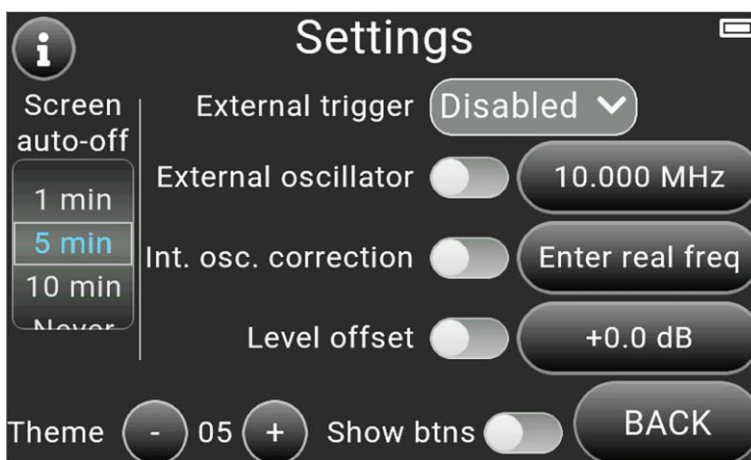 i
Settings
Screen
auto-off
1 min
5 min
10 min
Never
External trigger Disabled
External oscillator 10.000 MHz
Int. osc. correction Enter real freq
Level offset +0.0 dB
Theme - 05 + Show btns BACK